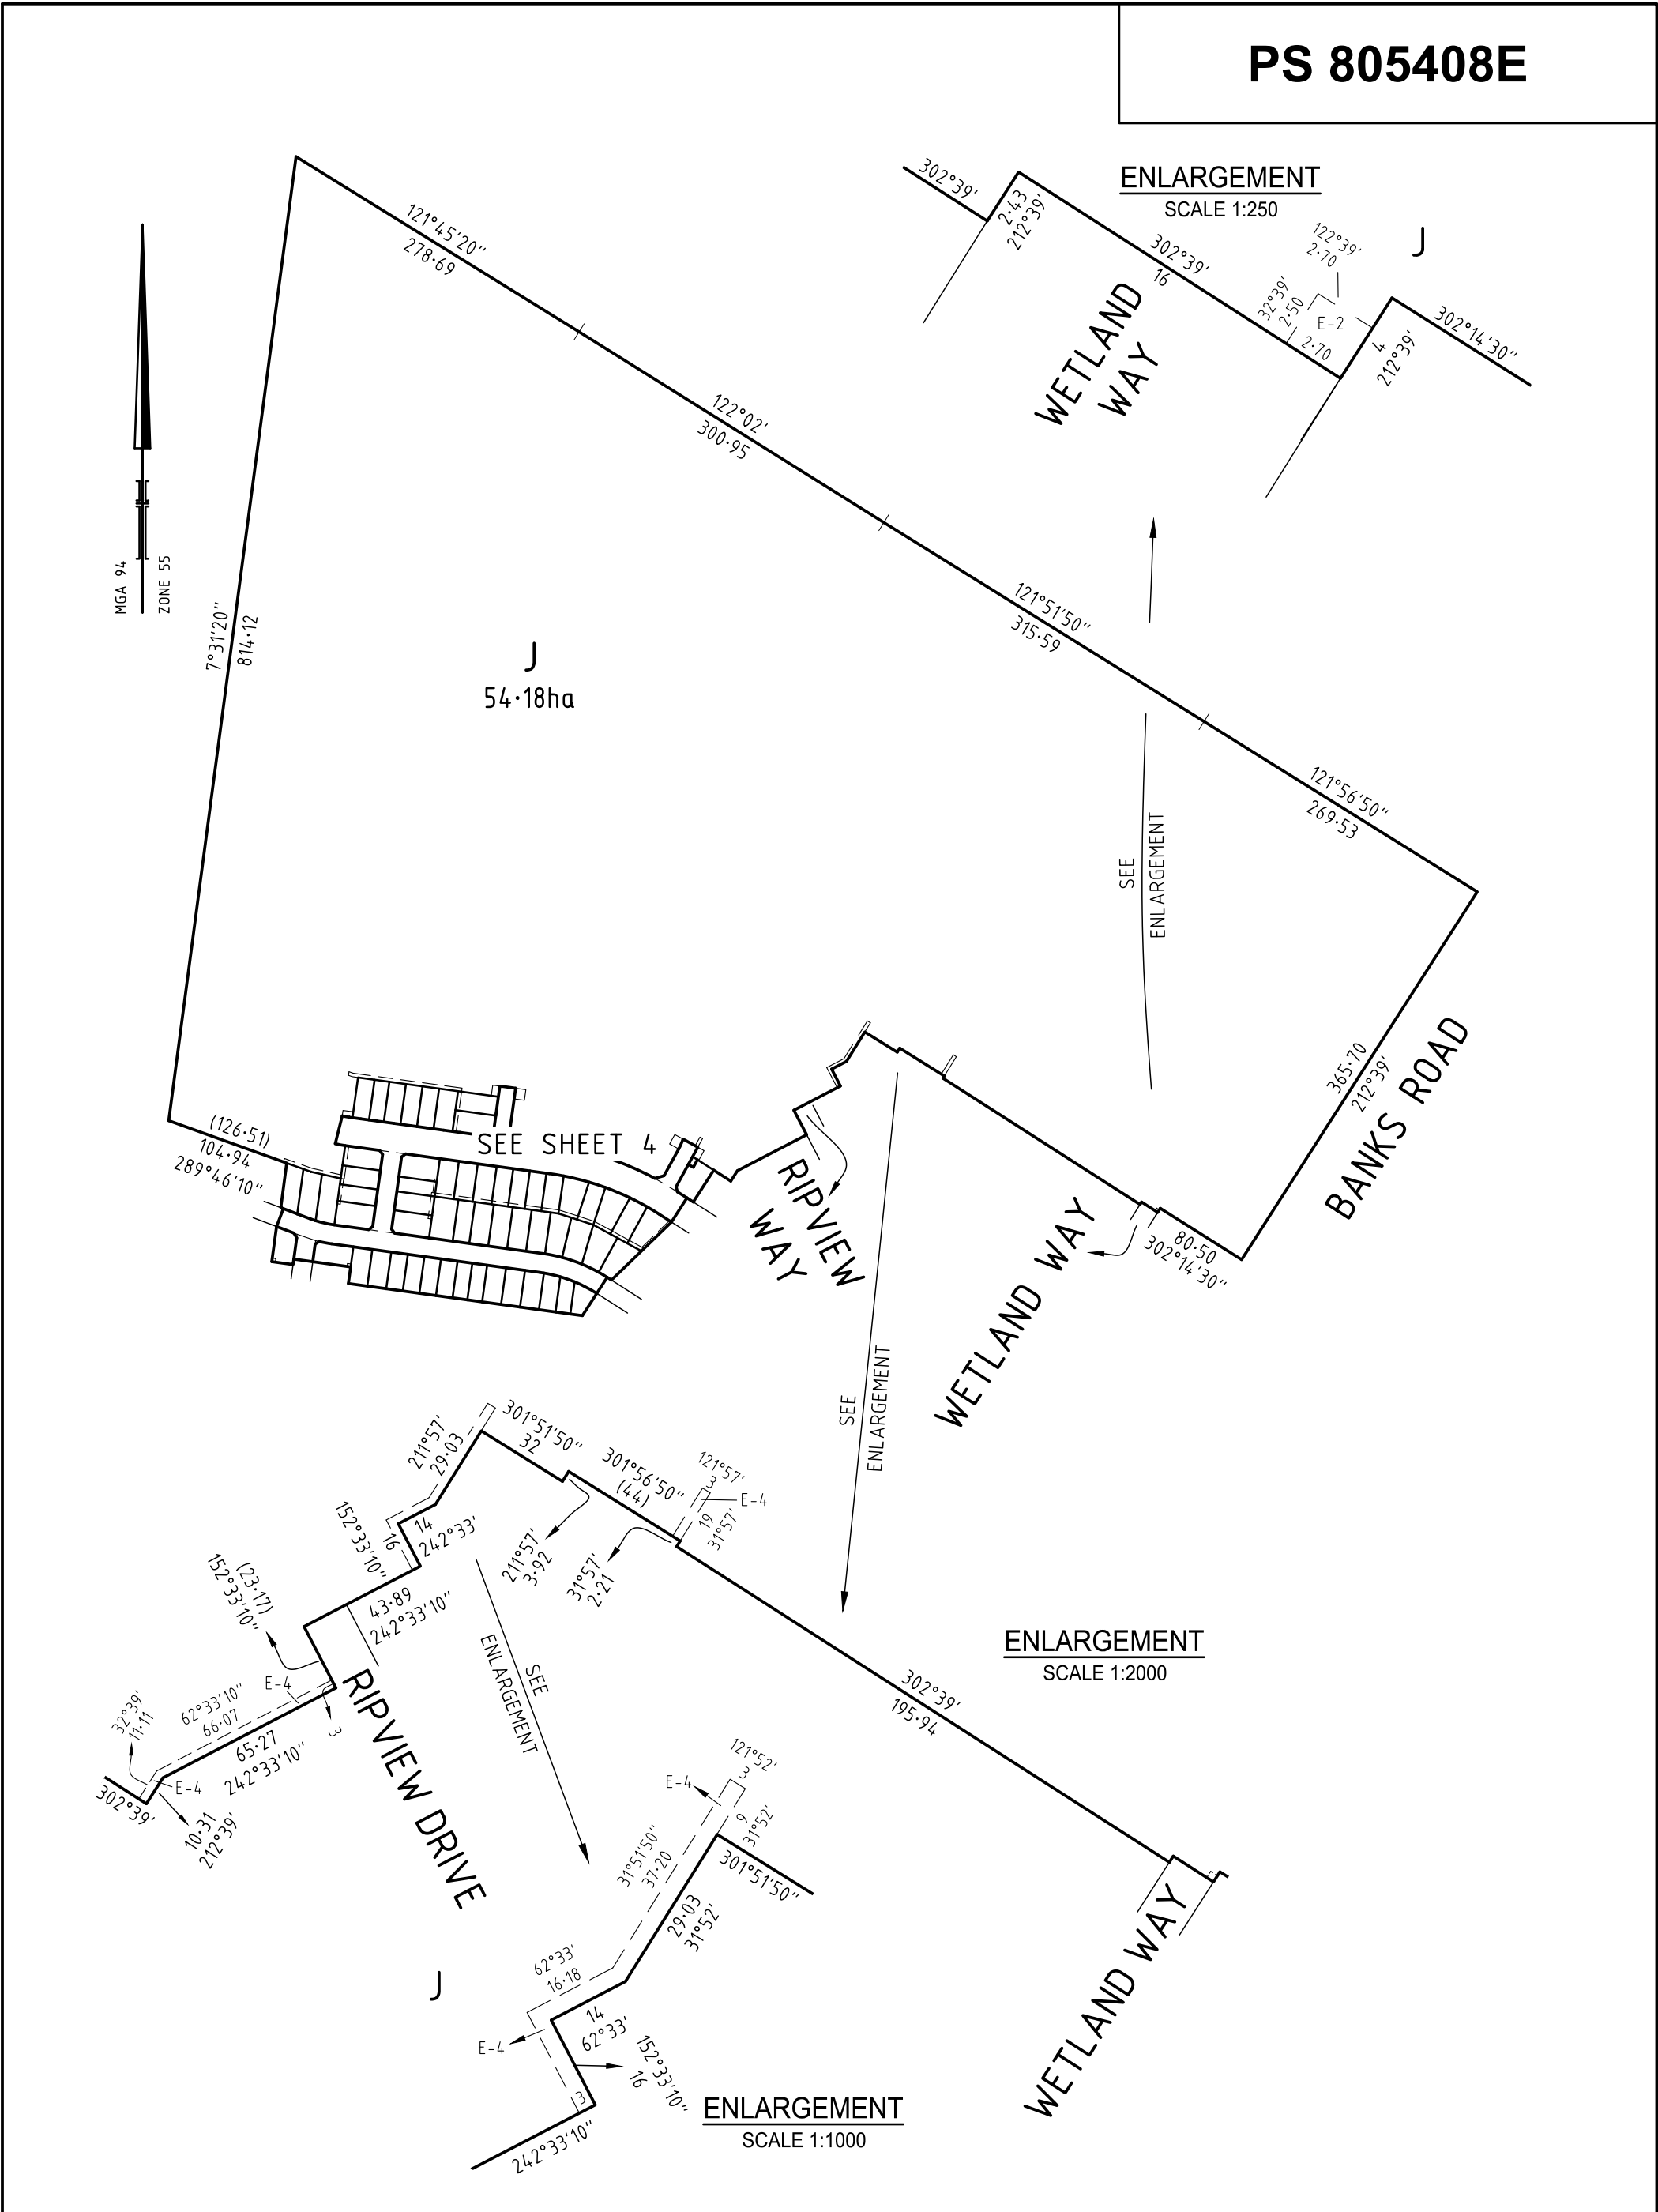 PS 805408E
ENLARGEMENT
SCALE 1:250
302°39'
2·43
212°39'
302°39'
16
122°39'
2·70
32°39'
2·50
E-2
2·70
J
4
212°39'
302°14'30"
WETLAND
WAY
121°45'20"
278·69
122°02'
300·95
MGA 94
ZONE 55
7°31'20"
814·12
J
54·18ha
121°51'50"
315·59
121°56'50"
269·53
SEE
ENLARGEMENT
365·70
212°39'
BANKS ROAD
(126·51)
104·94
289°46'10"
SEE SHEET 4
RIPVIEW
WAY
WETLAND WAY
80·50
302°14'30"
SEE
ENLARGEMENT
211°57'
29·03
301°51'50"
32
301°56'50"
(44)
121°57'
3
E-4
19
31°57'
152°33'10"
16
14
242°33'
211°57'
3·92
31°57'
2·21
(23·17)
152°33'10"
43·89
242°33'10"
SEE
ENLARGEMENT
ENLARGEMENT
SCALE 1:2000
302°39'
195·94
E-4
62°33'10"
66·07
3
32°39'
11·11
65·27
242°33'10"
E-4
302°39'
10·31
212°39'
RIPVIEW DRIVE
121°52'
3
E-4
9
31°52'
31°51'50"
37·20
301°51'50"
29·03
31°52'
62°33'
16·18
J
14
62°33'
E-4
152°33'10"
16
3
242°33'10"
WETLAND WAY
ENLARGEMENT
SCALE 1:1000